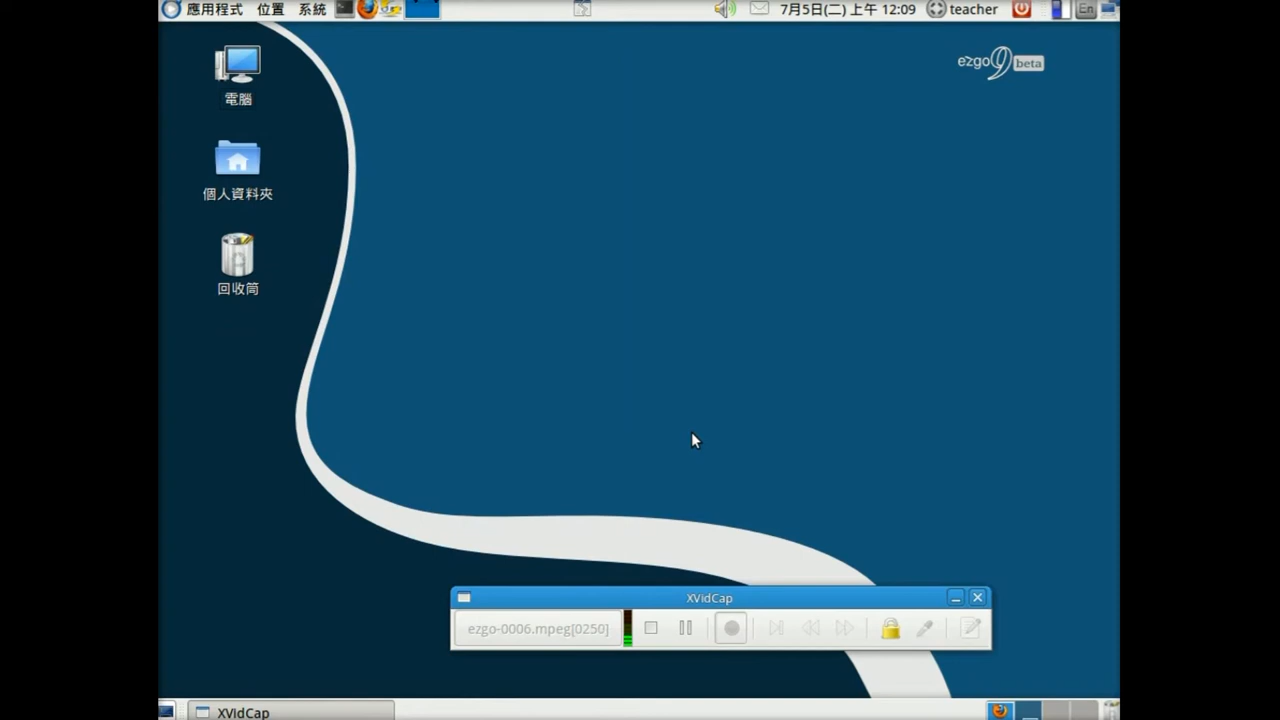 應用程式 位置 系統 7月5日(二) 上午 12:09 teacher En
ezgo9 beta
電腦
個人資料夾
回收筒
XVidCap
ezgo-0006.mpeg[0250]
XVidCap